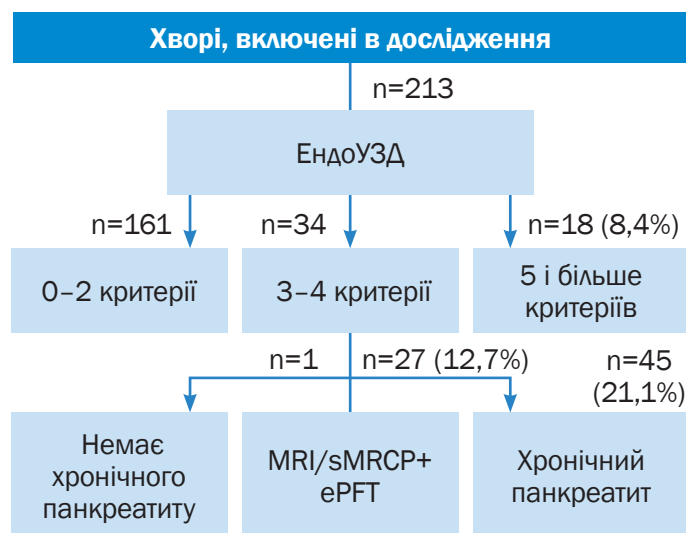 Хворі, включені в дослідження
n=213
ЕндоУЗД
n=161
n=34
n=18 (8,4%)
0–2 критерії
3–4 критерії
5 і більше
критеріїв
n=1
n=27 (12,7%)
n=45
(21,1%)
Немає
хронічного
панкреатиту
MRI/sMRCP+
ePFT
Хронічний
панкреатит